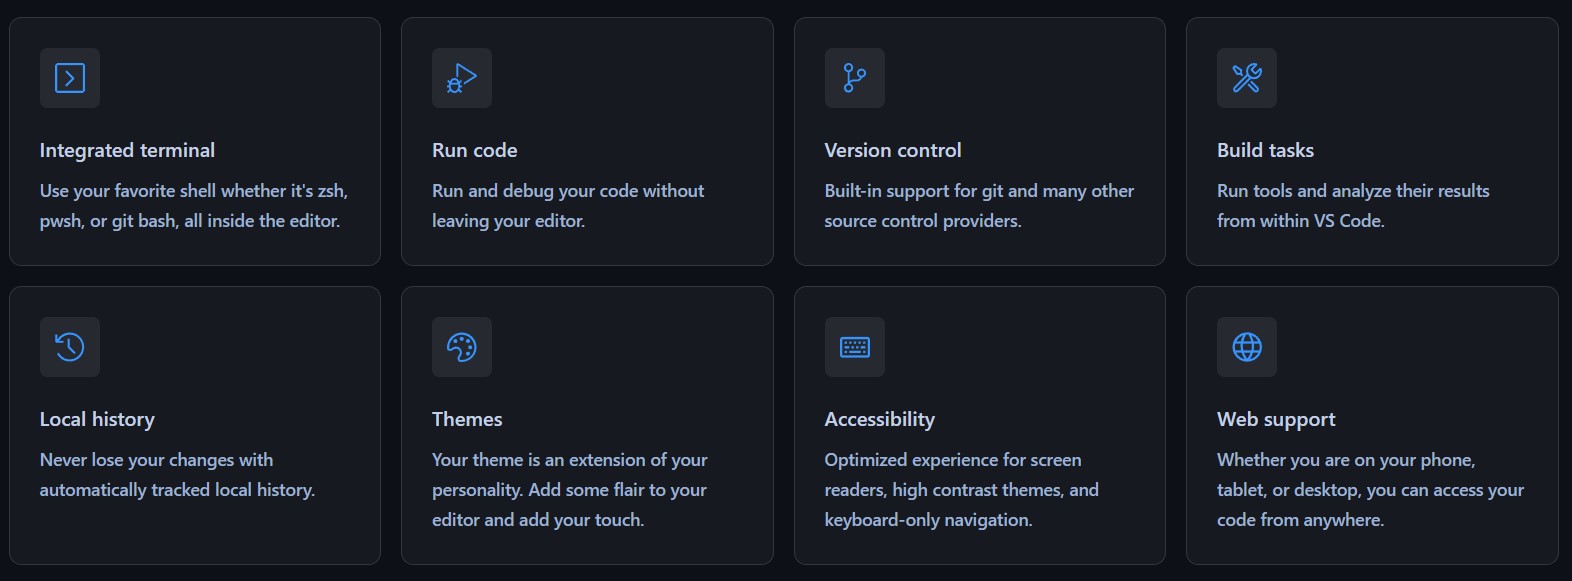 Integrated terminal
Use your favorite shell whether it's zsh,
pwsh, or git bash, all inside the editor.
Run code
Run and debug your code without
leaving your editor.
Version control
Built-in support for git and many other
source control providers.
Build tasks
Run tools and analyze their results
from within VS Code.
Local history
Never lose your changes with
automatically tracked local history.
Themes
Your theme is an extension of your
personality. Add some flair to your
editor and add your touch.
Accessibility
Optimized experience for screen
readers, high contrast themes, and
keyboard-only navigation.
Web support
Whether you are on your phone,
tablet, or desktop, you can access your
code from anywhere.